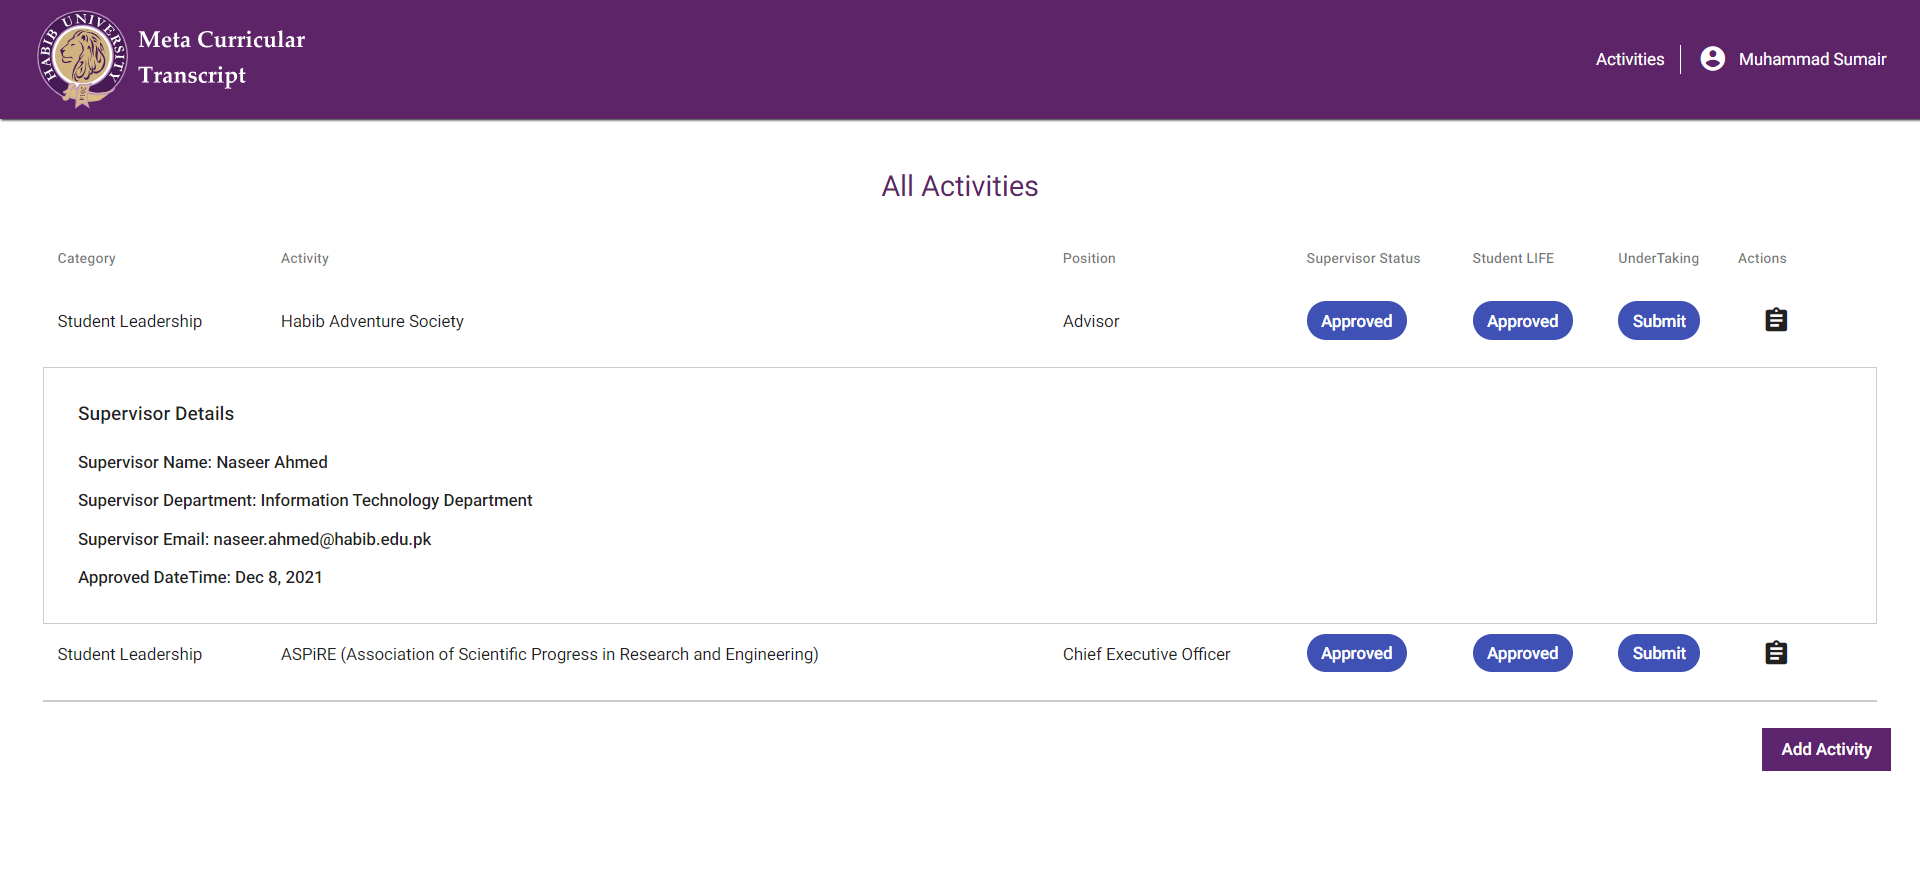 HABIB UNIVERSITY
Meta Curricular
Transcript
Activities
Muhammad Sumair
All Activities
Category Activity Position Supervisor Status Student LIFE UnderTaking Actions
Student Leadership Habib Adventure Society Advisor Approved Approved Submit
Supervisor Details
Supervisor Name: Naseer Ahmed
Supervisor Department: Information Technology Department
Supervisor Email: naseer.ahmed@habib.edu.pk
Approved DateTime: Dec 8, 2021
Student Leadership ASPiRE (Association of Scientific Progress in Research and Engineering) Chief Executive Officer Approved Approved Submit
Add Activity